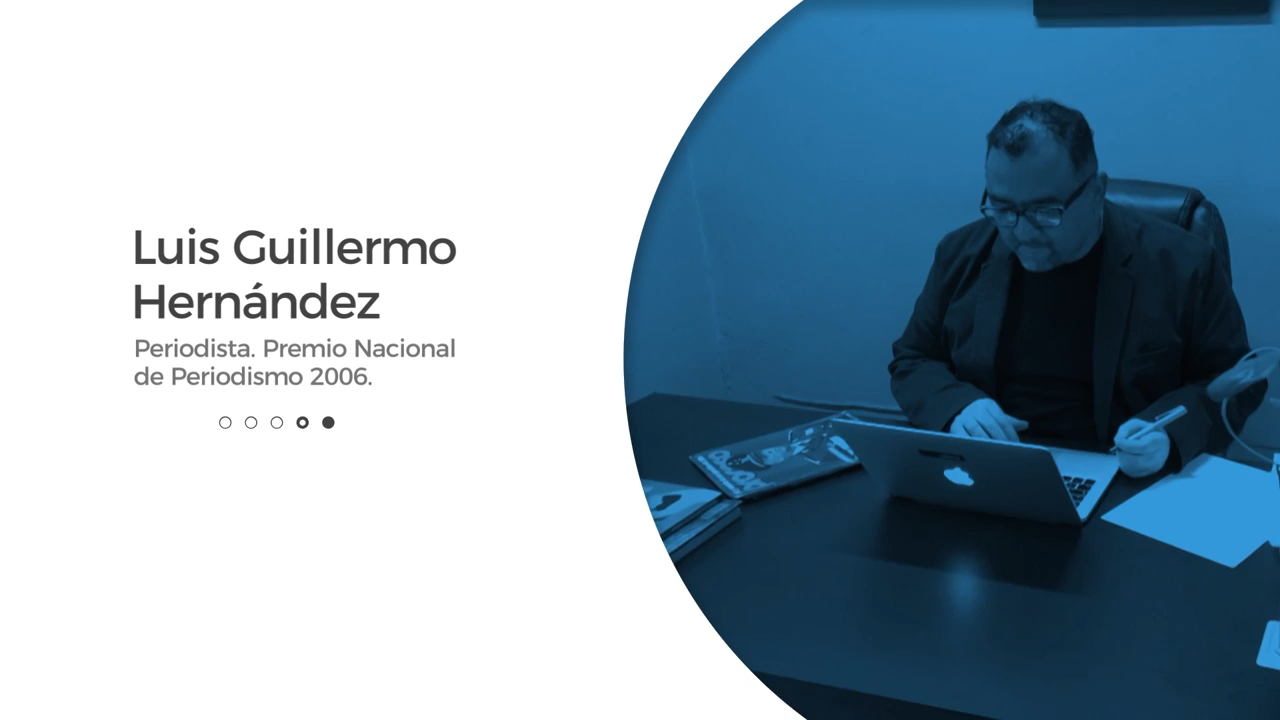 Luis Guillermo
Hernández
Periodista. Premio Nacional
de Periodismo 2006.